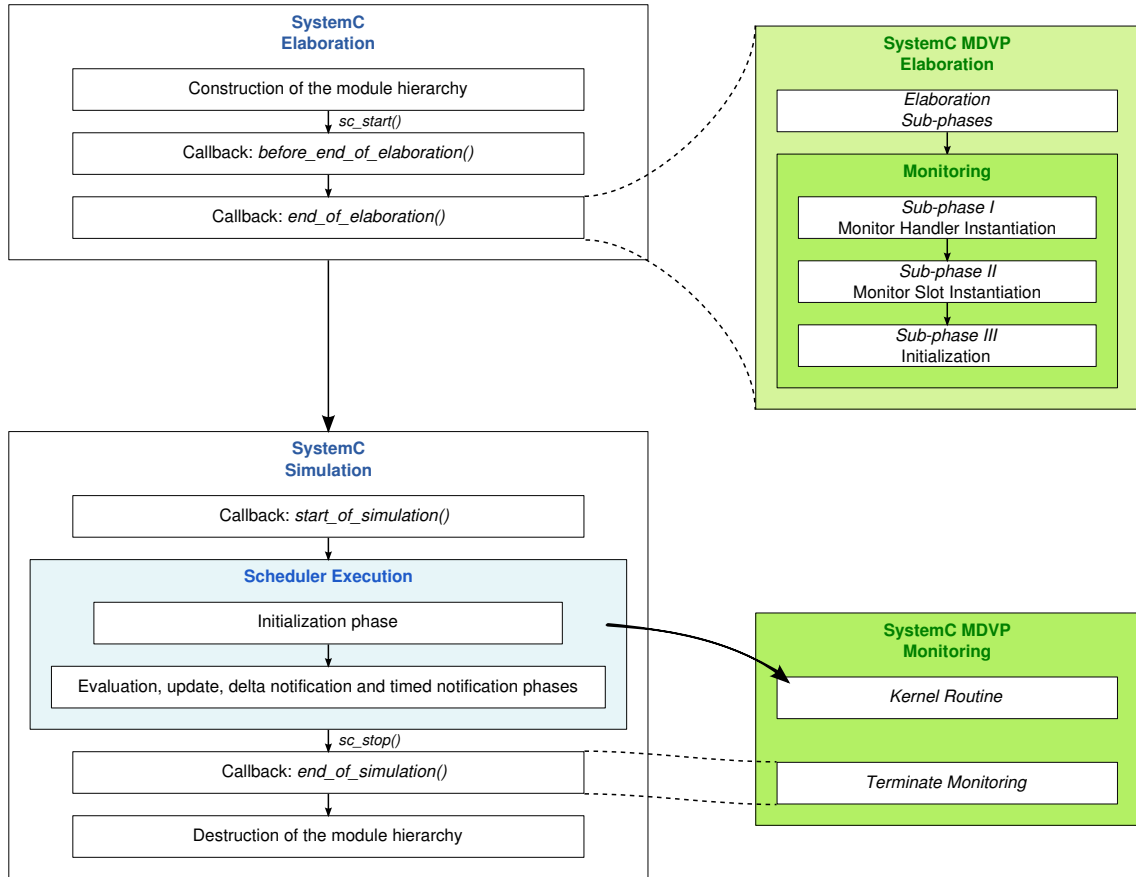 SystemC
Elaboration
Construction of the module hierarchy
sc_start()
Callback: before_end_of_elaboration()
Callback: end_of_elaboration()
SystemC MDVP
Elaboration
Elaboration
Sub-phases
Monitoring
Sub-phase I
Monitor Handler Instantiation
Sub-phase II
Monitor Slot Instantiation
Sub-phase III
Initialization
SystemC
Simulation
Callback: start_of_simulation()
Scheduler Execution
Initialization phase
Evaluation, update, delta notification and timed notification phases
sc_stop()
Callback: end_of_simulation()
Destruction of the module hierarchy
SystemC MDVP
Monitoring
Kernel Routine
Terminate Monitoring